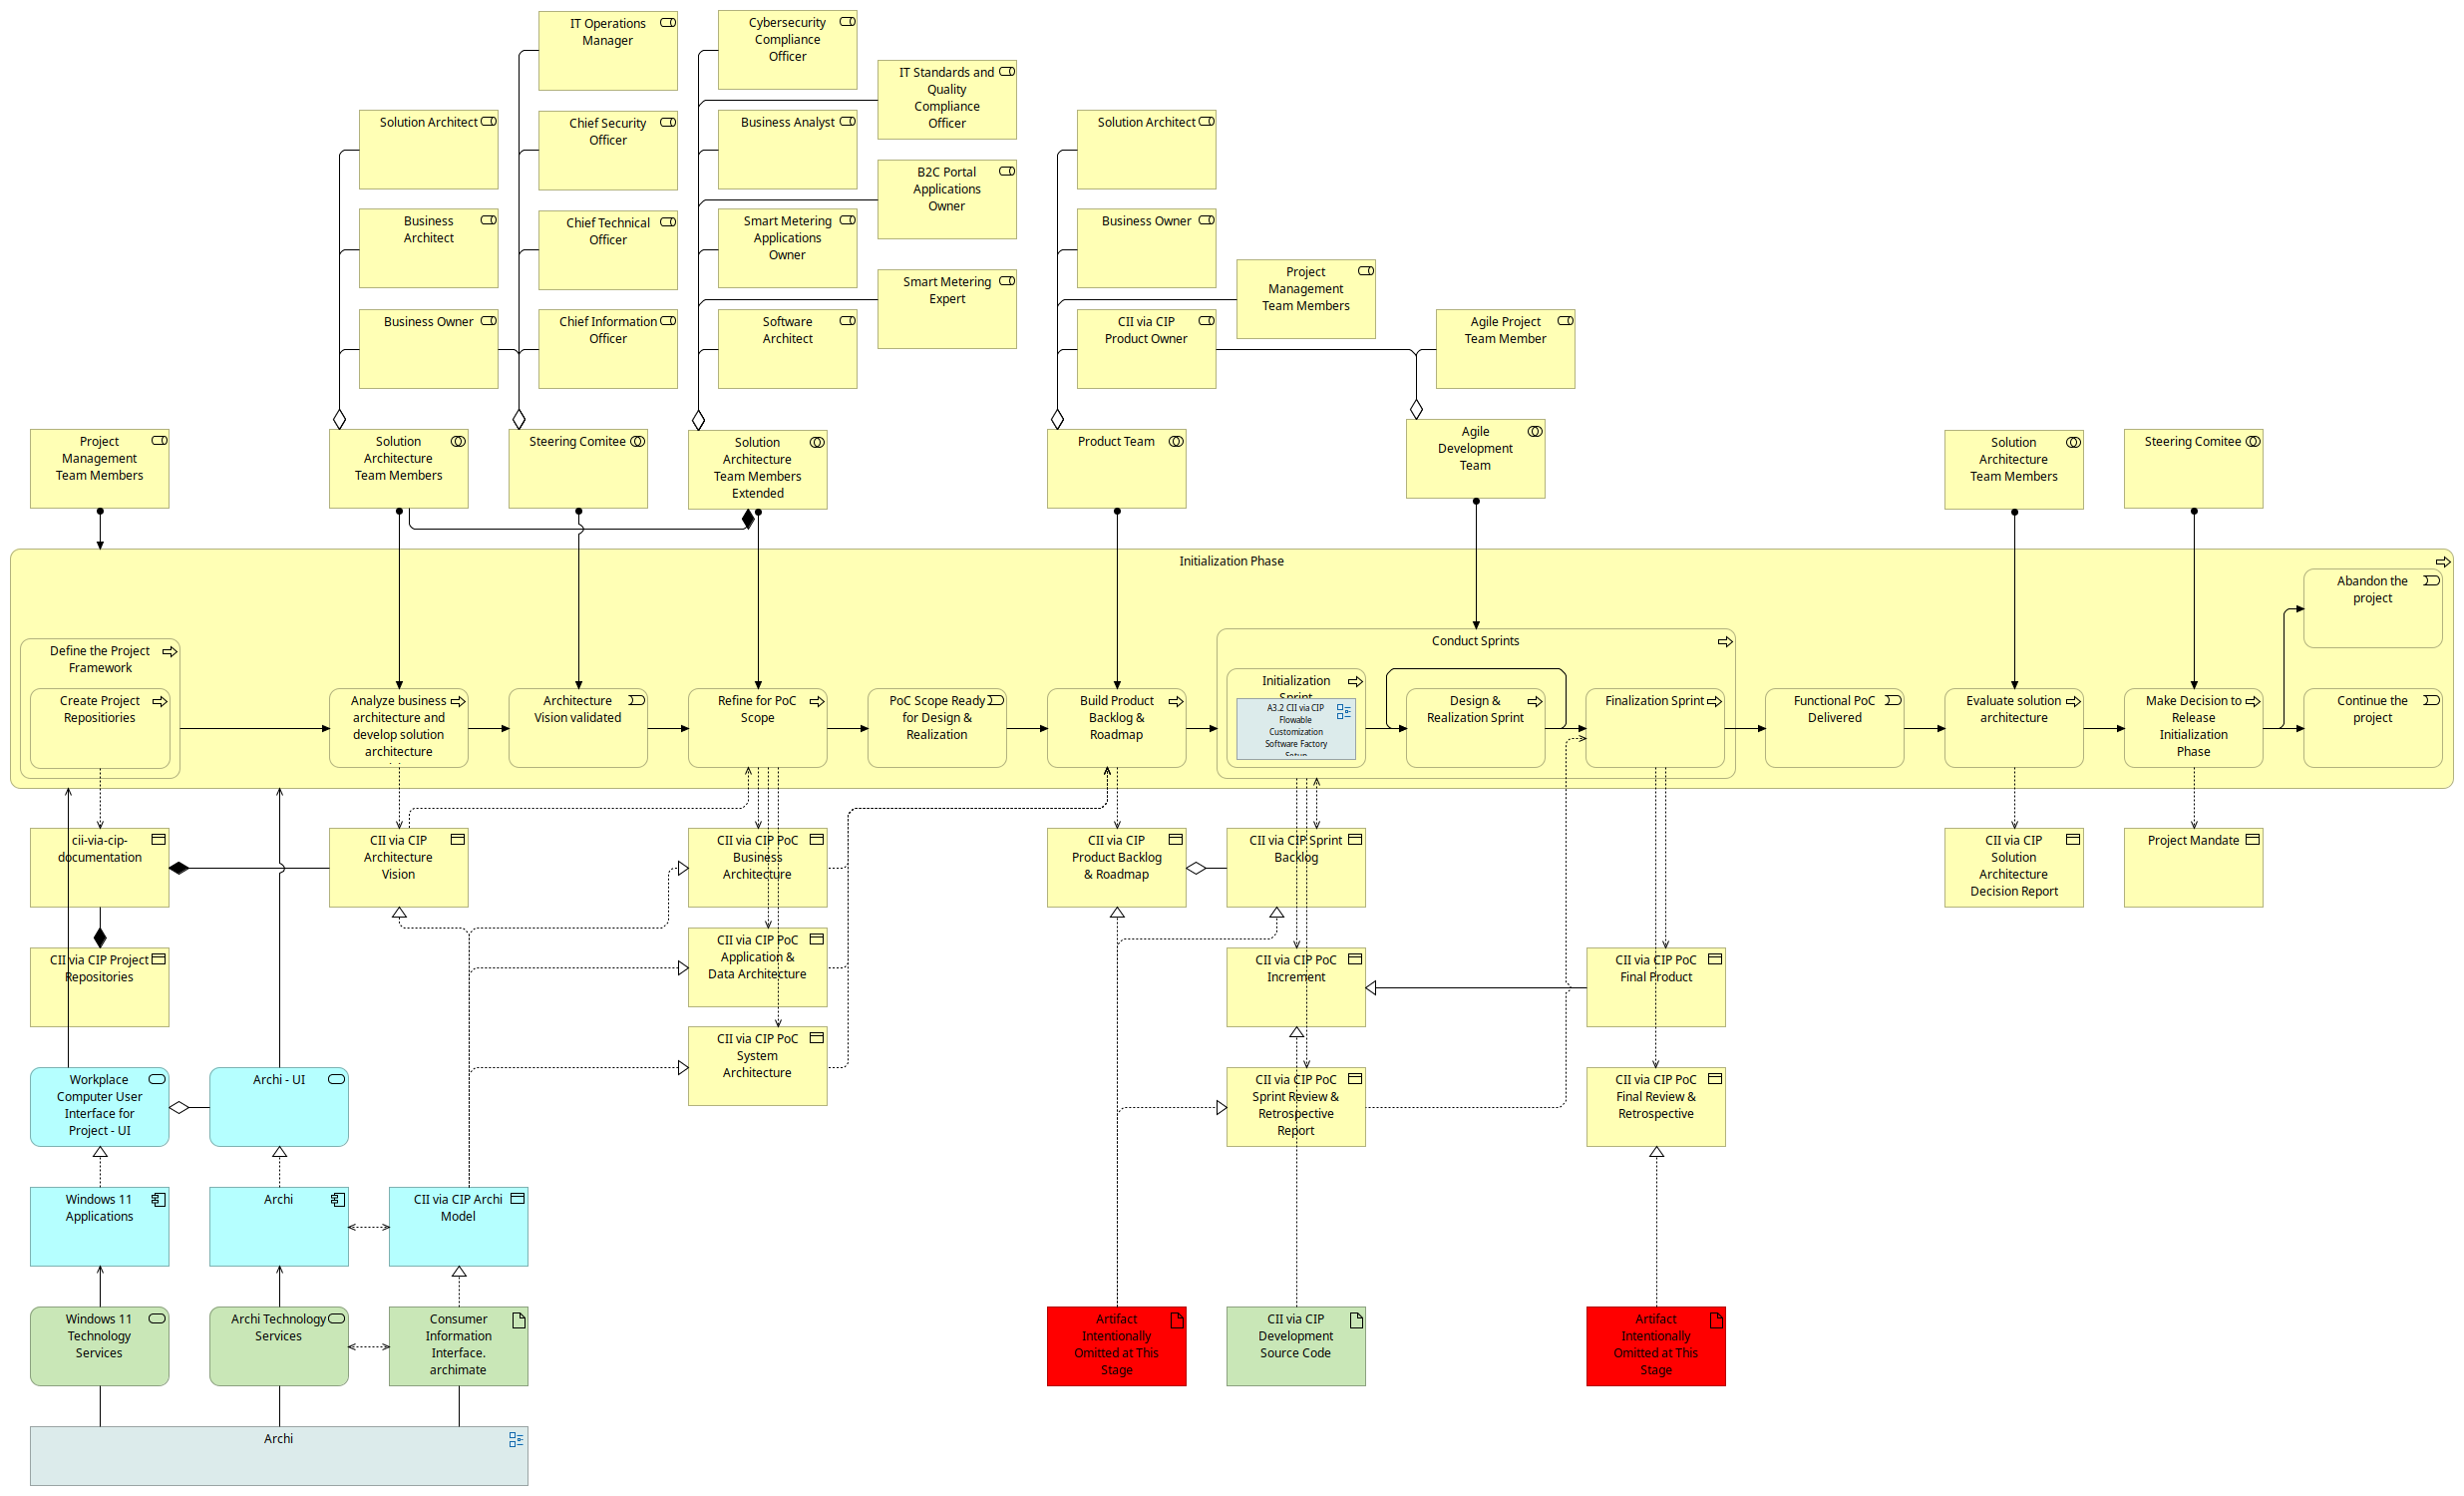 IT Operations
Manager
Cybersecurity
Compliance
Officer
IT Standards and
Quality
Compliance
Officer
Solution Architect
Chief Security
Officer
Business Analyst
Solution Architect
B2C Portal
Applications
Owner
Business
Architect
Chief Technical
Officer
Smart Metering
Applications
Owner
Business Owner
Project
Management
Team Members
Smart Metering
Expert
Business Owner
Chief Information
Officer
Software
Architect
CII via CIP
Product Owner
Agile Project
Team Member
Project
Management
Team Members
Solution
Architecture
Team Members
Steering Comitee
Solution
Architecture
Team Members
Extended
Product Team
Agile
Development
Team
Solution
Architecture
Team Members
Steering Comitee
Initialization Phase
Abandon the
project
Define the Project
Framework
Conduct Sprints
Create Project
Repositiories
Analyze business
architecture and
develop solution
architecture
Architecture
Vision validated
Refine for PoC
Scope
PoC Scope Ready
for Design &
Realization
Build Product
Backlog &
Roadmap
Initialization
Sprint
A3.2 CII via CIP
Flowable
Customization
Software Factory
Setup
Design &
Realization Sprint
Finalization Sprint
Functional PoC
Delivered
Evaluate solution
architecture
Make Decision to
Release
Initialization
Phase
Continue the
project
cii-via-cip-
documentation
CII via CIP
Architecture
Vision
CII via CIP PoC
Business
Architecture
CII via CIP
Product Backlog
& Roadmap
CII via CIP Sprint
Backlog
CII via CIP
Solution
Architecture
Decision Report
Project Mandate
CII via CIP Project
Repositories
CII via CIP PoC
Application &
Data Architecture
CII via CIP PoC
Increment
CII via CIP PoC
Final Product
CII via CIP PoC
System
Architecture
Workplace
Computer User
Interface for
Project - UI
Archi - UI
CII via CIP PoC
Sprint Review &
Retrospective
Report
CII via CIP PoC
Final Review &
Retrospective
Windows 11
Applications
Archi
CII via CIP Archi
Model
Windows 11
Technology
Services
Archi Technology
Services
Consumer
Information
Interface.
archimate
Artifact
Intentionally
Omitted at This
Stage
CII via CIP
Development
Source Code
Artifact
Intentionally
Omitted at This
Stage
Archi